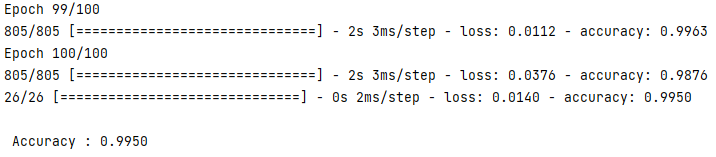 Epoch 99/100
805/805 [==============================] - 2s 3ms/step - loss: 0.0112 - accuracy: 0.9963
Epoch 100/100
805/805 [==============================] - 2s 3ms/step - loss: 0.0376 - accuracy: 0.9876
26/26 [==============================] - 0s 2ms/step - loss: 0.0140 - accuracy: 0.9950
Accuracy : 0.9950